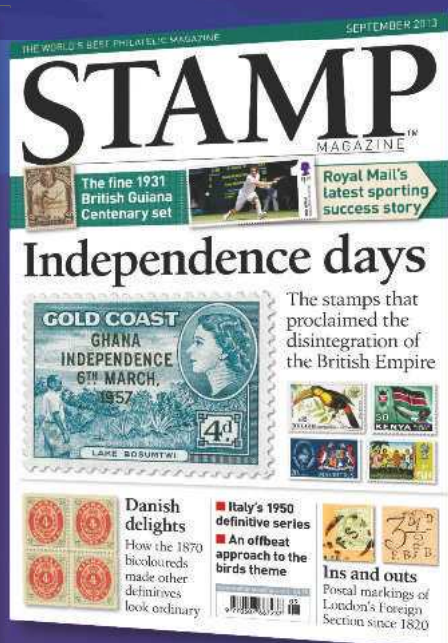 THE WORLD'S BEST PHILATELIC MAGAZINE
SEPTEMBER 2013
STAMP
MAGAZINE™
The fine 1931
British Guiana
Centenary set
Royal Mail's
latest sporting
success story
Independence days
The stamps that
proclaimed the
disintegration of
the British Empire
GOLD COAST
GHANA
INDEPENDENCE
6TH MARCH,
1957
4d.
LAKE BOSUMTWI
50
KENYA
Danish
delights
How the 1870
bicoloureds
made other
definitives
look ordinary
Italy's 1950
definitive series
An offbeat
approach to the
birds theme
Ins and outs
Postal markings of
London's Foreign
Section since 1820